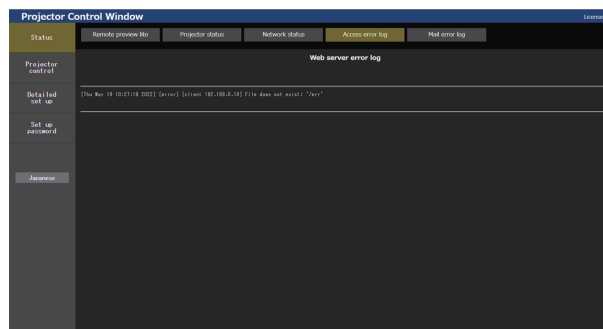 Projector Control Window
License
Status
Remote preview lite
Projector status
Network status
Access error log
Mail error log
Web server error log
Projector
control
Detailed
set up
[Thu May 19 10:27:19 2022] [error] [client 192.168.0.10] File does not exist: '/err'
Set up
password
Japanese